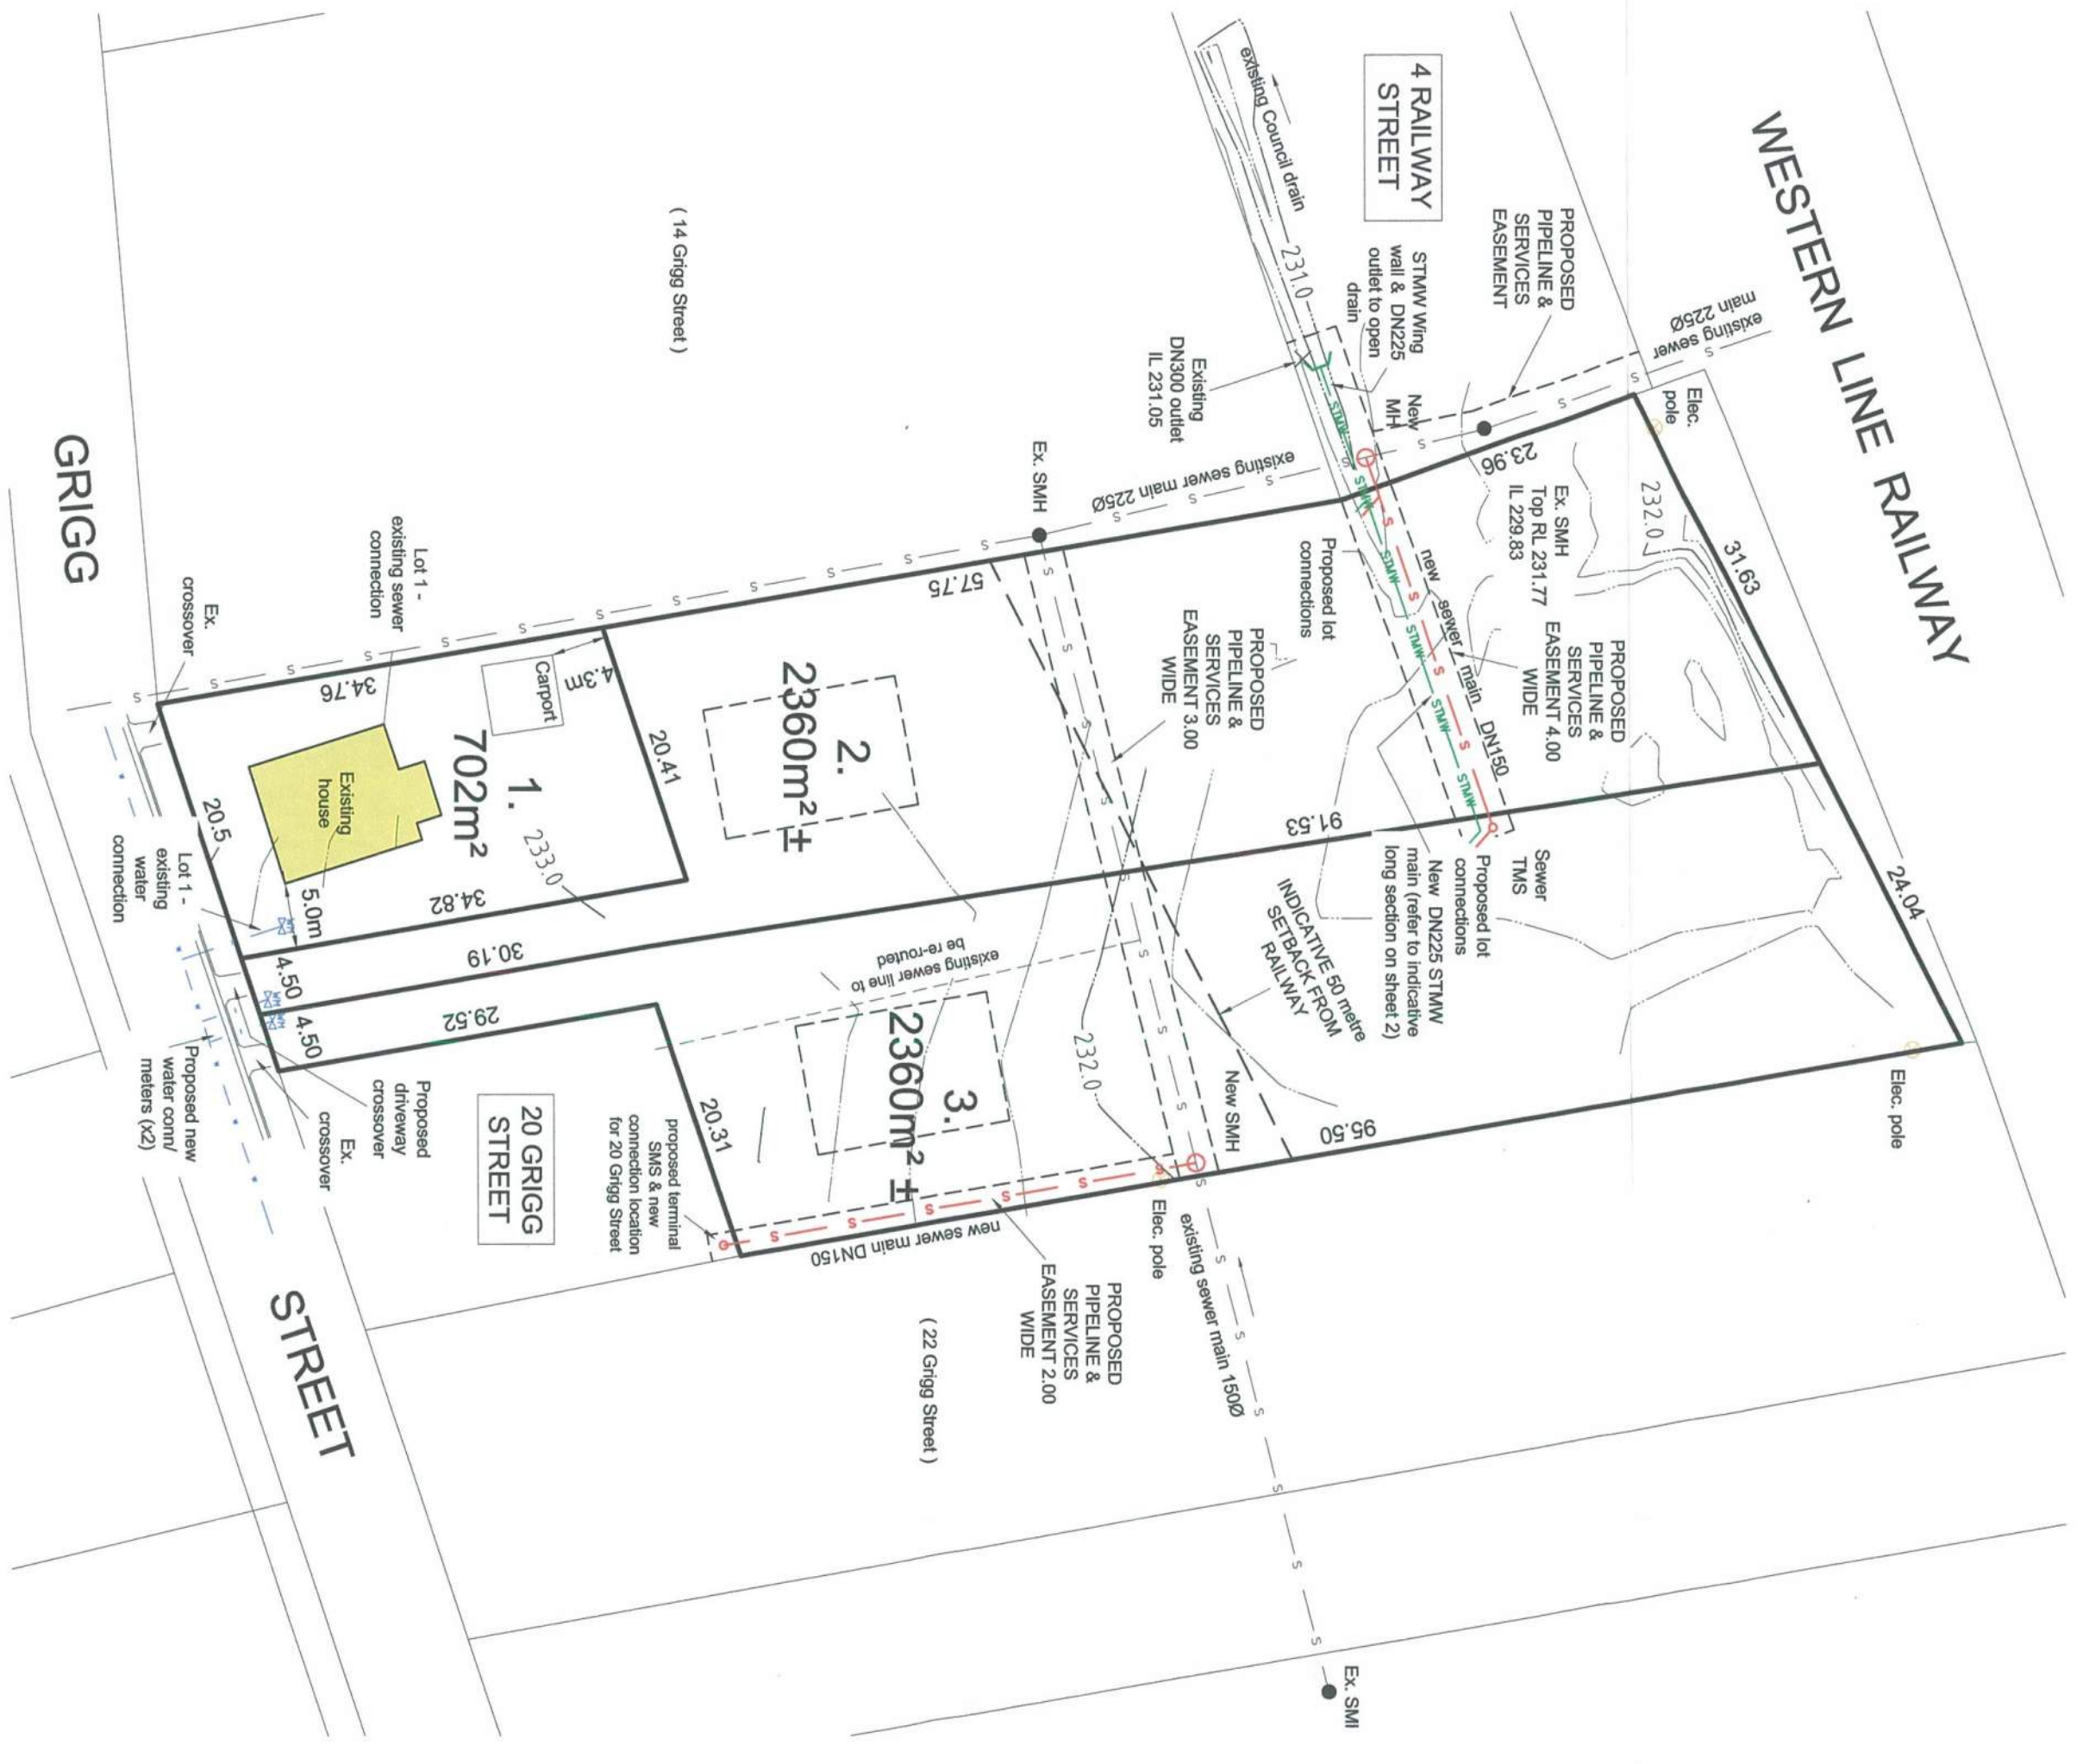 WESTERN LINE RAILWAY
4 RAILWAY
STREET
existing Council drain
231.0
PROPOSED
PIPELINE &
SERVICES
EASEMENT
existing sewer
main 225Ø
Elec.
pole
STMW Wing
wall & DN225
outlet to open
drain
New
MH
Existing
DN300 outlet
IL 231.05
23.96
232.0
31.63
24.04
Ex. SMH
Top RL 231.77
IL 229.83
PROPOSED
PIPELINE &
SERVICES
EASEMENT 4.00
WIDE
new sewer main DN150
STMW
STMW
STMW
STMW
STMW
STMW
Proposed lot
connections
Sewer
TMS
Proposed lot
connections
New DN225 STMW
main (refer to indicative
long section on sheet 2)
91.53
Elec. pole
existing sewer main 225Ø
Ex. SMH
57.75
PROPOSED
PIPELINE &
SERVICES
EASEMENT 3.00
WIDE
INDICATIVE 50 metre
SETBACK FROM
RAILWAY
232.0
New SMH
95.50
( 14 Grigg Street )
2.
2360m² ±
3.
2360m² ±
existing sewer line to
be re-routed
Elec. pole
existing sewer main 150Ø
Ex. SMI
new sewer main DN150
PROPOSED
PIPELINE &
SERVICES
EASEMENT 2.00
WIDE
( 22 Grigg Street )
20.41
20.31
4.3m
Carport
34.76
1.
702m²
233.0
Existing
house
34.82
5.0m
30.19
29.52
20.5
4.50
4.50
WM
WM
WM
20 GRIGG
STREET
proposed terminal
SMS & new
connection location
for 20 Grigg Street
Lot 1 -
existing sewer
connection
Ex.
crossover
Lot 1 -
existing
water
connection
Proposed
driveway
crossover
Ex.
crossover
Proposed new
water conn/
meters (x2)
GRIGG
STREET